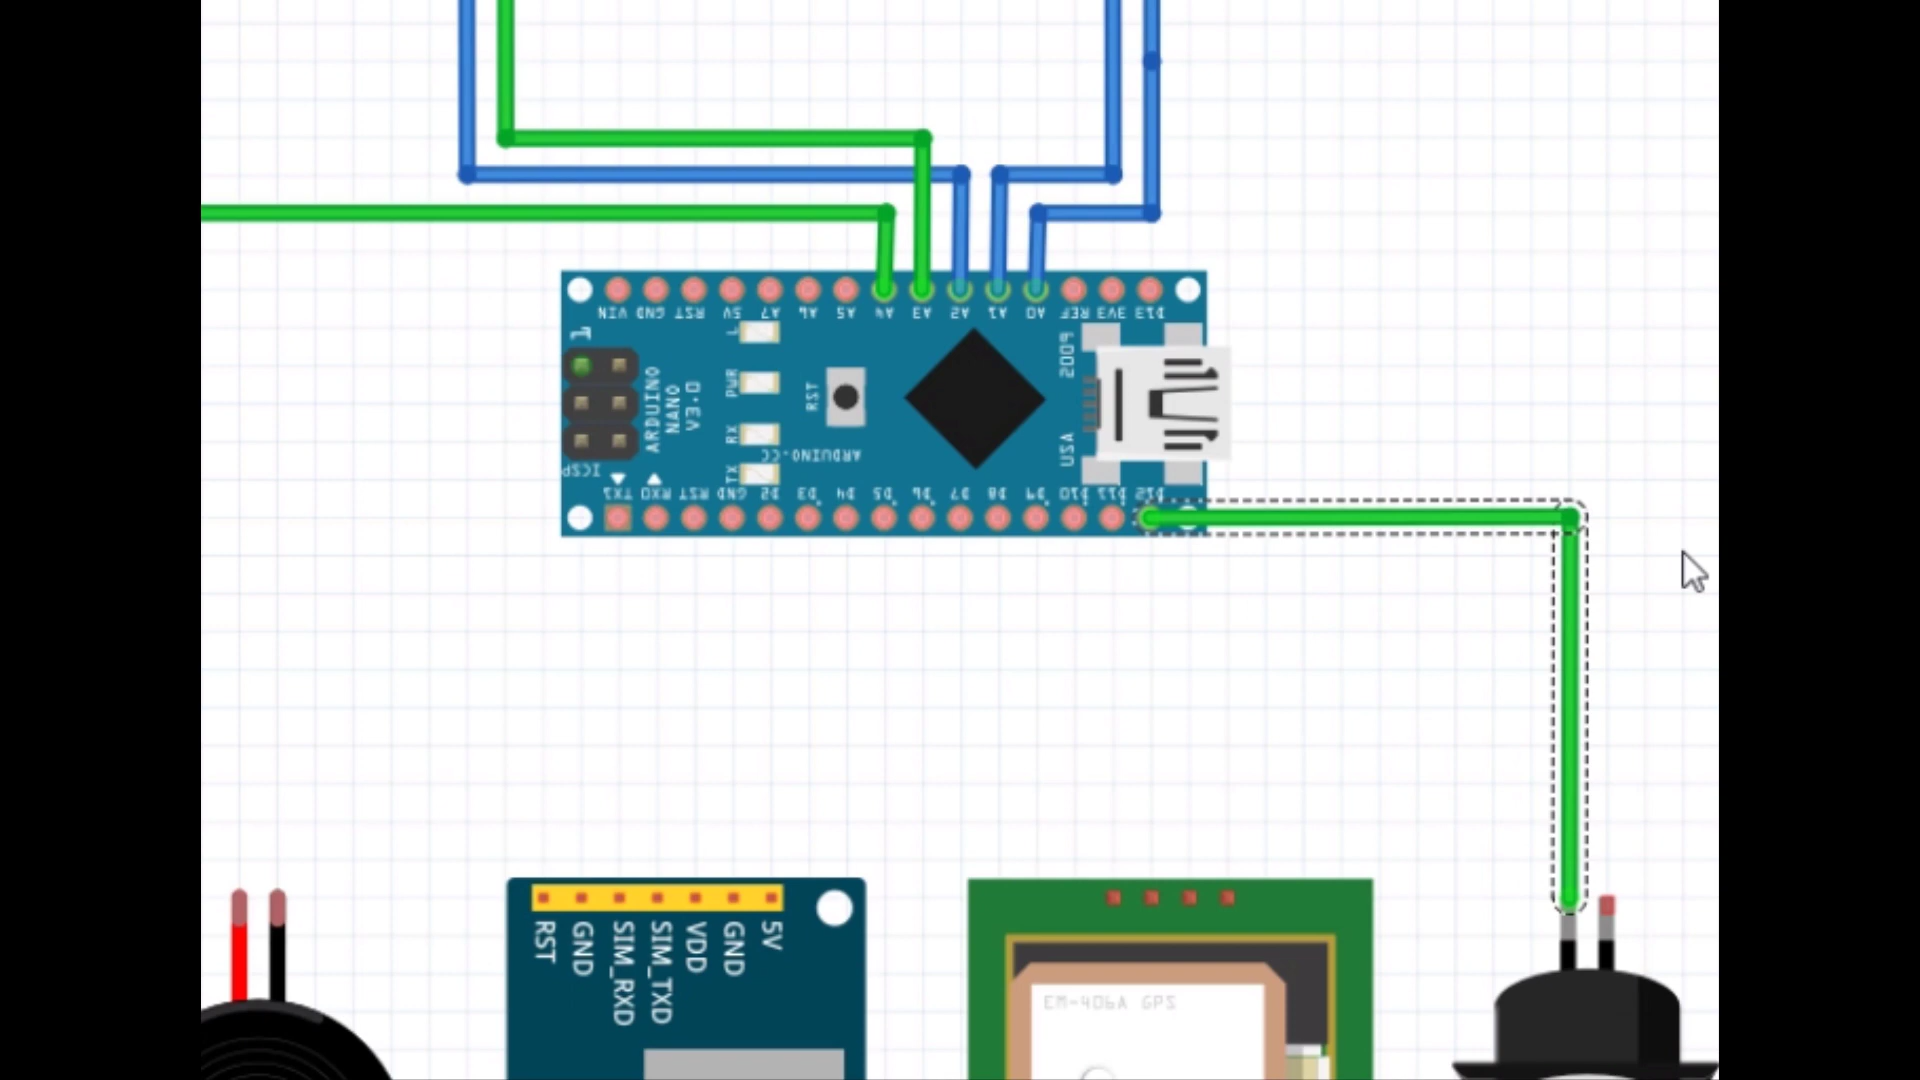 VIN GND RST 5V A7 A6 A5 A4 A3 A2 A1 A0 REF 3V3 D13
1
L
PWR
RX
TX
RST
ARDUINO
NANO
V3.0
ARDUINO.CC
2009
USA
ICSP
TX1 RX0 RST GND D2 D3 D4 D5 D6 D7 D8 D9 D10 D11 D12
RST GND SIM_RXD SIM_TXD VDD GND 5V
EM-406A GPS